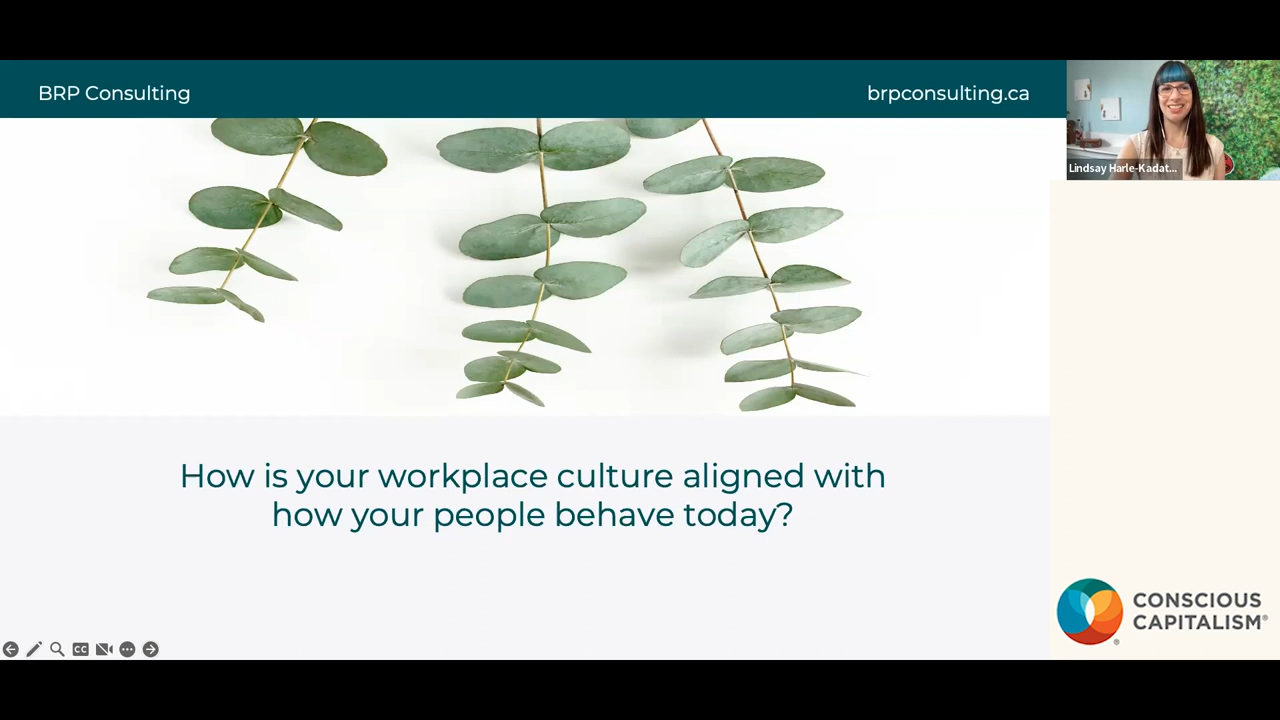 BRP Consulting
brpconsulting.ca
Lindsay Harle-Kadat...
How is your workplace culture aligned with
how your people behave today?
CONSCIOUS
CAPITALISM®
®
CC